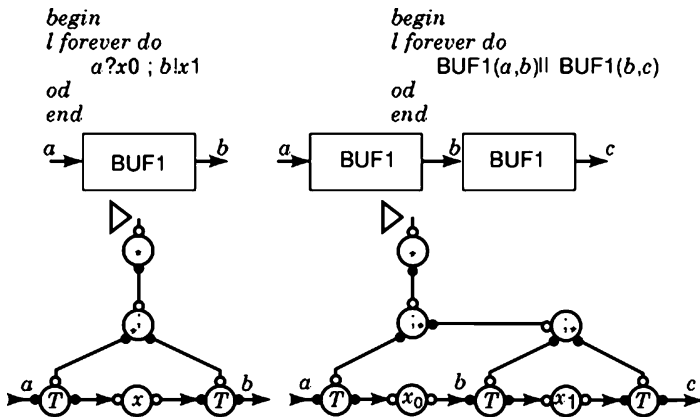 begin
l forever do
a?x0 ; b!x1
od
end
a BUF1 b
begin
l forever do
BUF1(a,b)|| BUF1(b,c)
od
end
a BUF1 b BUF1 c
*
;
a T x T b
*
;* ;*
a T x0 b T x1 T c